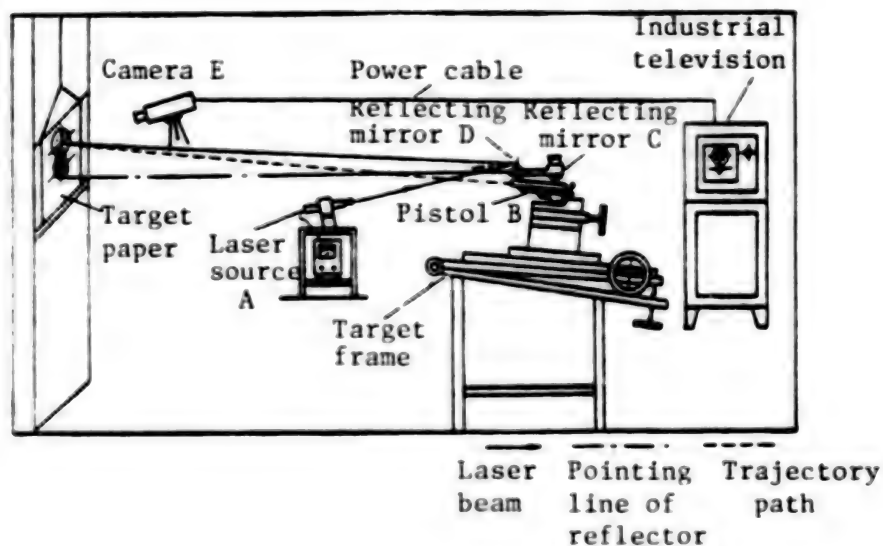 Industrial
television
Camera E
Power cable
Reflecting
mirror D
Reflecting
mirror C
Target
paper
Laser
source
A
Pistol B
Target
frame
Laser
beam
Pointing
line of
reflector
Trajectory
path